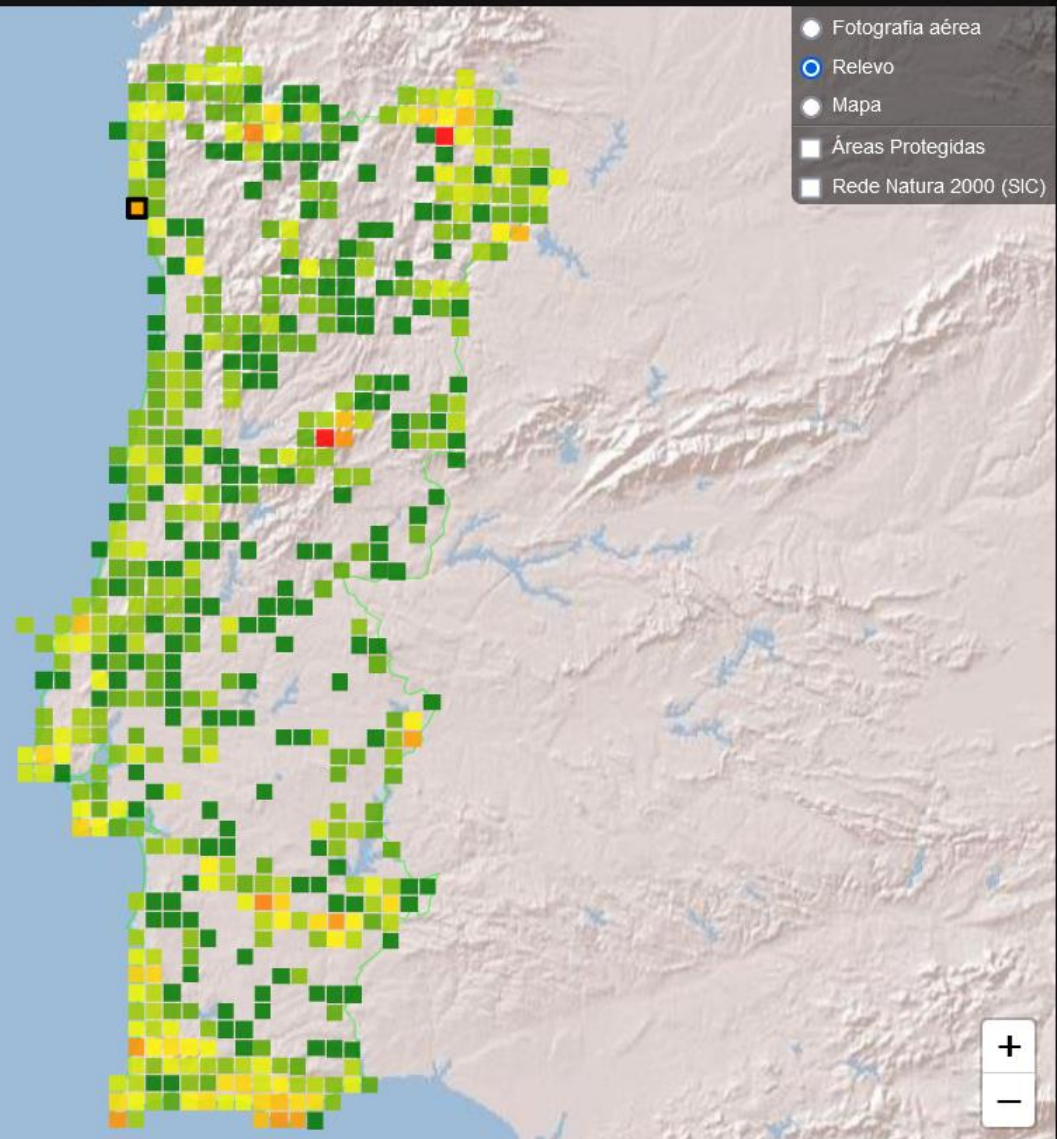 Fotografia aérea
Relevo
Mapa
Áreas Protegidas
Rede Natura 2000 (SIC)
+
−